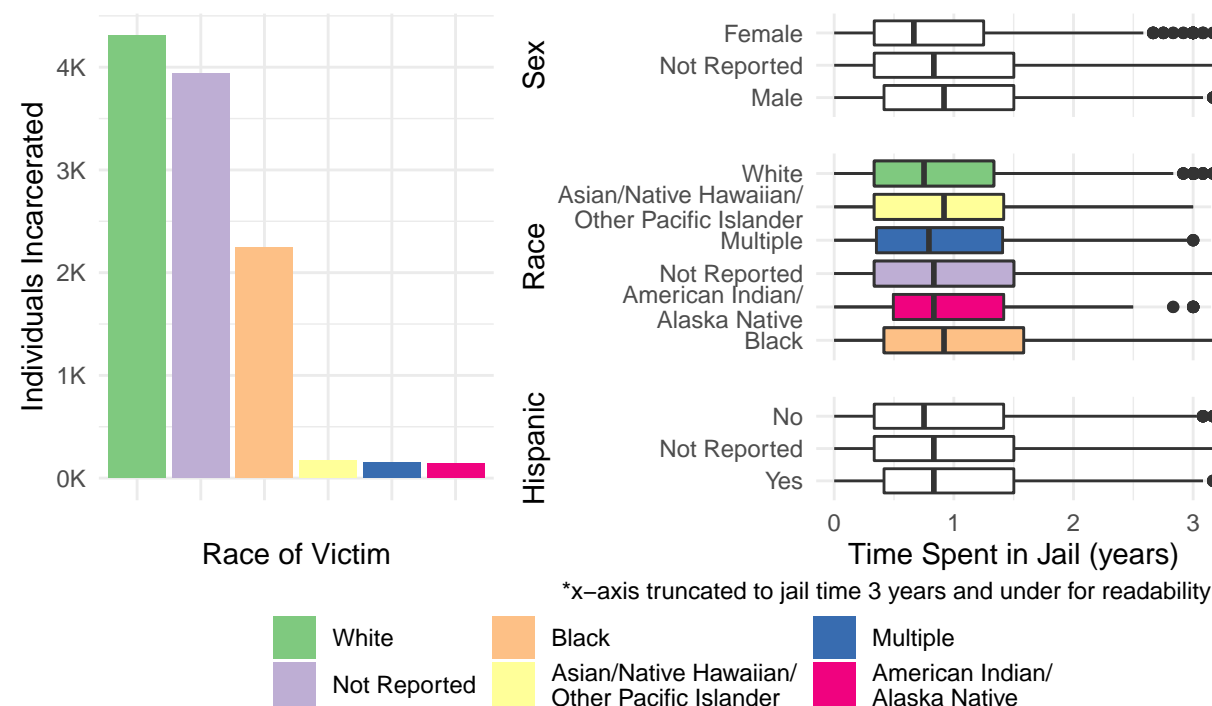 Individuals Incarcerated
4K
3K
2K
1K
0K
Race of Victim
Sex
Female
Not Reported
Male
Race
White
Asian/Native Hawaiian/
Other Pacific Islander
Multiple
Not Reported
American Indian/
Alaska Native
Black
Hispanic
No
Not Reported
Yes
0 1 2 3
Time Spent in Jail (years)
*x−axis truncated to jail time 3 years and under for readability
White
Black
Multiple
Not Reported
Asian/Native Hawaiian/
Other Pacific Islander
American Indian/
Alaska Native